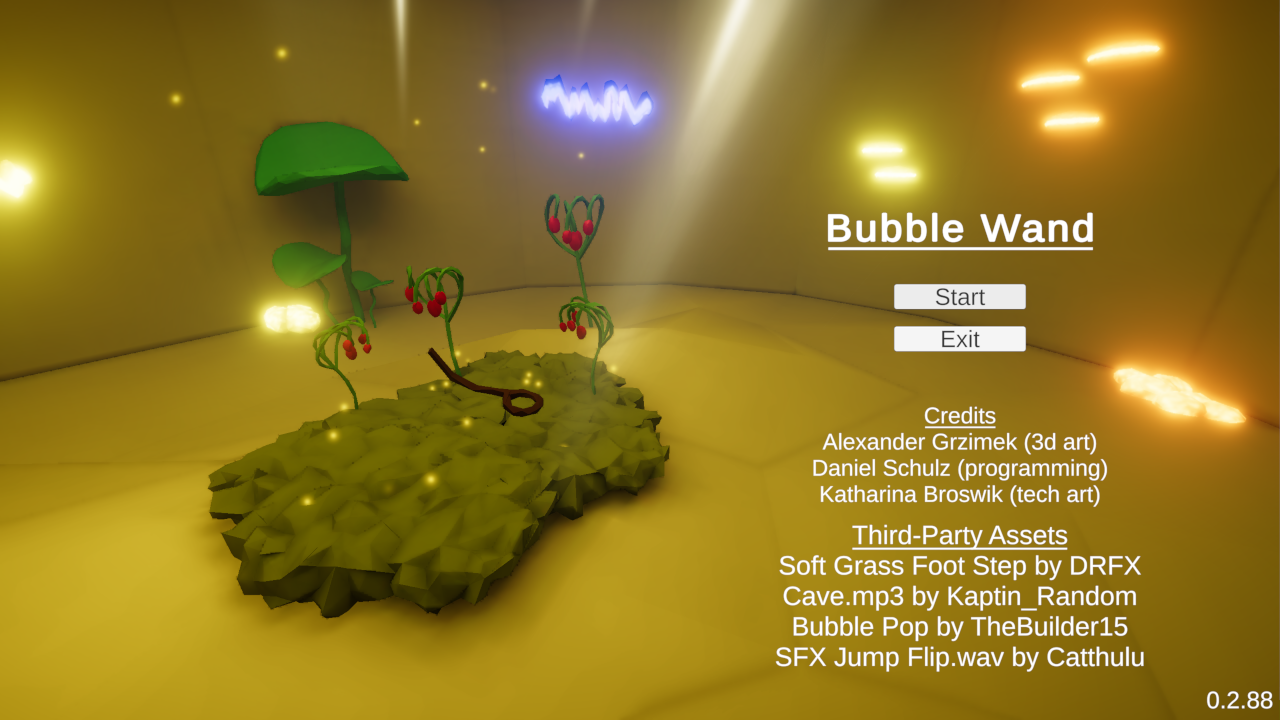 Bubble Wand
Start
Exit
Credits
Alexander Grzimek (3d art)
Daniel Schulz (programming)
Katharina Broswik (tech art)
Third-Party Assets
Soft Grass Foot Step by DRFX
Cave.mp3 by Kaptin_Random
Bubble Pop by TheBuilder15
SFX Jump Flip.wav by Catthulu
0.2.88